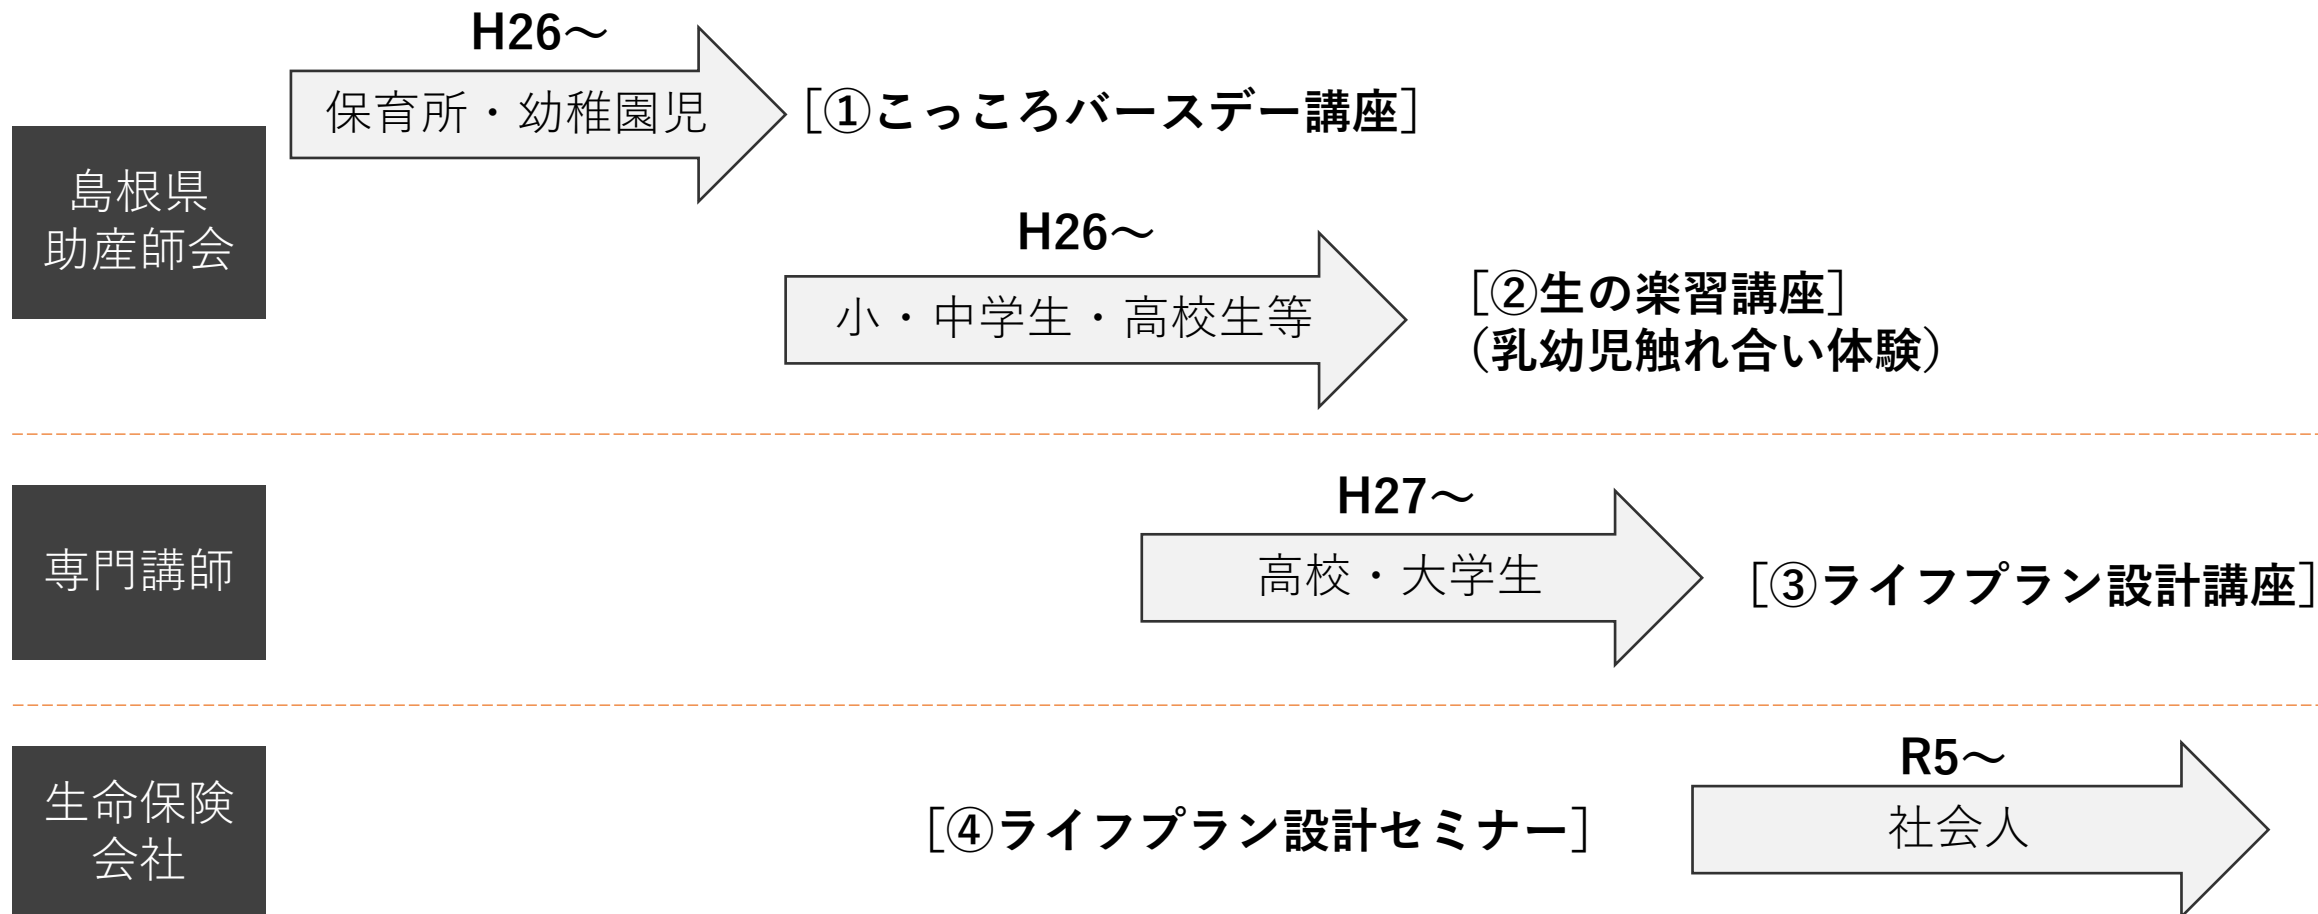 H26～
保育所・幼稚園児
［①こっころバースデー講座］
島根県
助産師会
H26～
小・中学生・高校生等
［②生の楽習講座］
（乳幼児触れ合い体験）
H27～
専門講師
高校・大学生
［③ライフプラン設計講座］
R5～
生命保険
会社
［④ライフプラン設計セミナー］
社会人